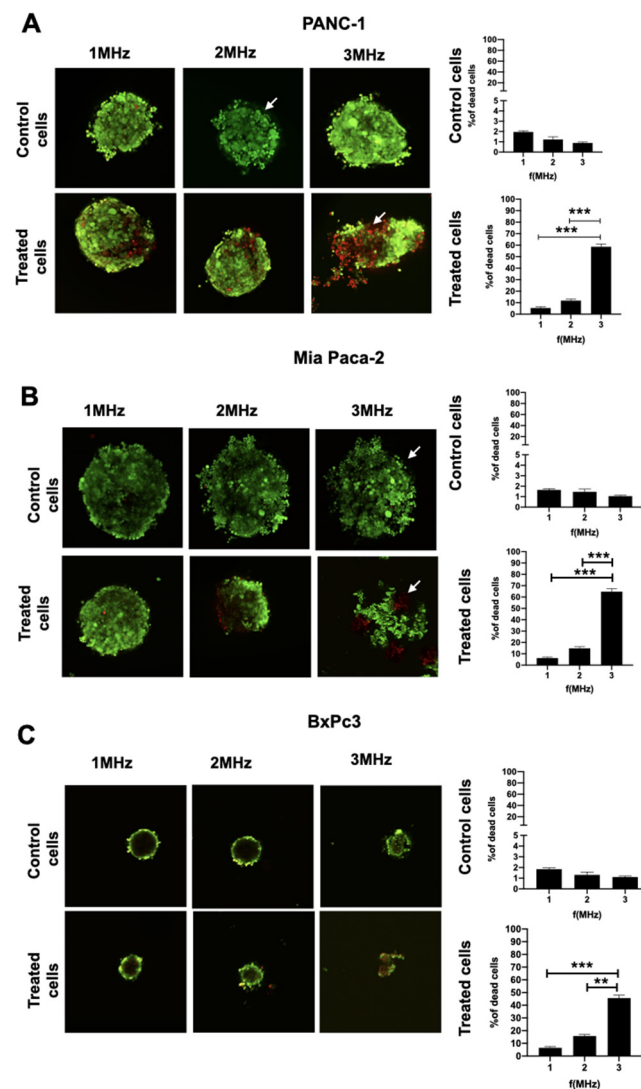 A
PANC-1
1MHz 2MHz 3MHz
Control cells
Treated cells
Control cells
%of dead cells
100
90
80
70
60
50
40
30
20
5
4
3
2
1
0
1 2 3
f(MHz)
Treated cells
%of dead cells
100
90
80
70
60
50
40
30
20
10
0
***
***
1 2 3
f(MHz)
Mia Paca-2
B
1MHz 2MHz 3MHz
Control cells
Treated cells
Control cells
%of dead cells
100
80
60
40
20
5
4
3
2
1
0
1 2 3
f(MHz)
Treated cells
%of dead cells
100
90
80
70
60
50
40
30
20
10
0
***
***
1 2 3
f(MHz)
BxPc3
C
1MHz 2MHz 3MHz
Control cells
Treated cells
Control cells
%of dead cells
100
80
60
40
20
5
4
3
2
1
0
1 2 3
f(MHz)
Treated cells
%of dead cells
100
90
80
70
60
50
40
30
20
10
0
***
**
1 2 3
f(MHz)